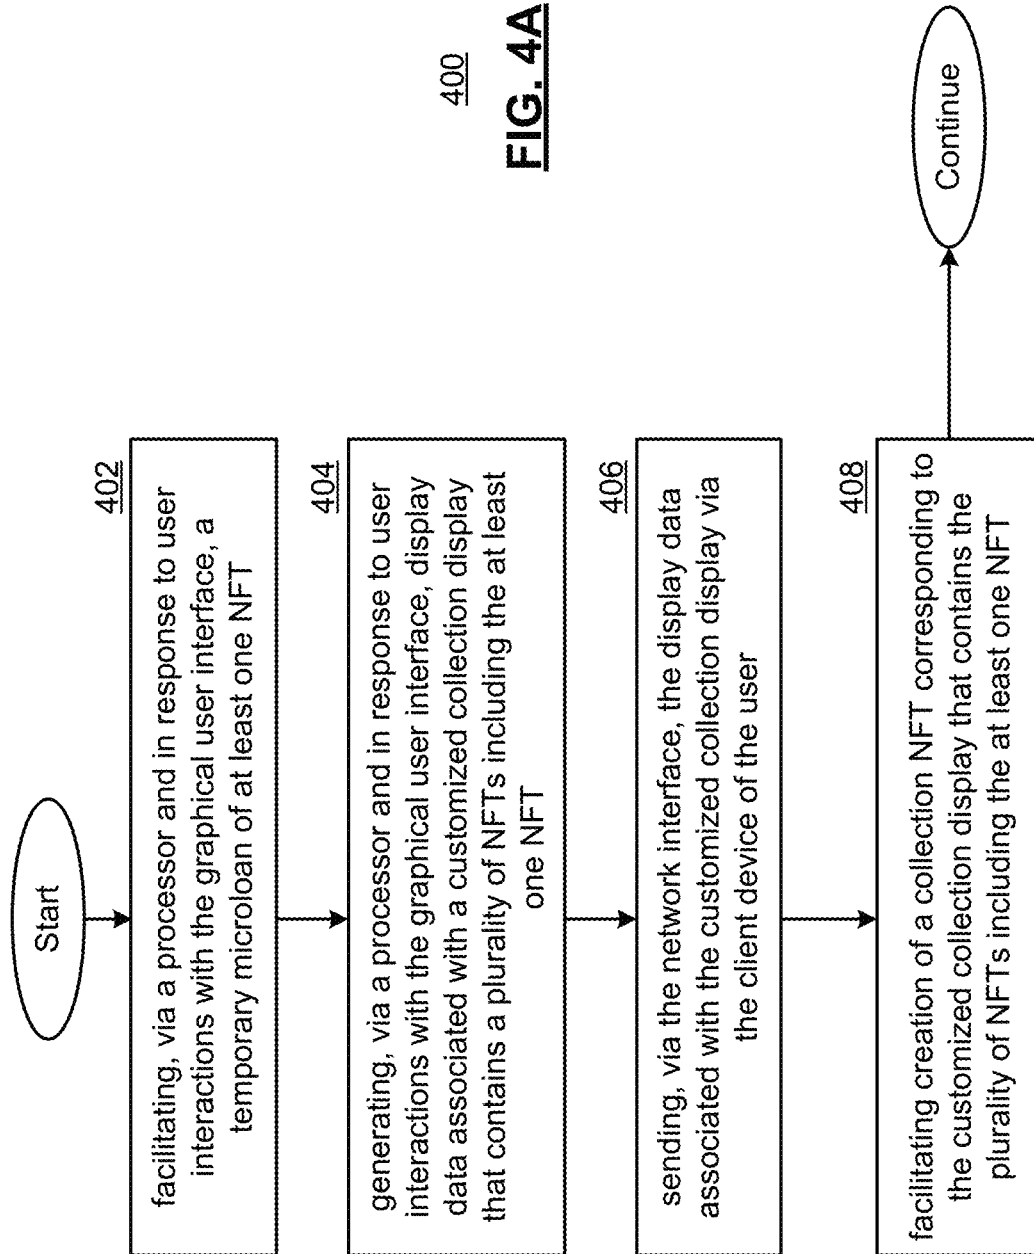 Start
402
facilitating, via a processor and in response to user
interactions with the graphical user interface, a
temporary microloan of at least one NFT
404
generating, via a processor and in response to user
interactions with the graphical user interface, display
data associated with a customized collection display
that contains a plurality of NFTs including the at least
one NFT
406
sending, via the network interface, the display data
associated with the customized collection display via
the client device of the user
408
facilitating creation of a collection NFT corresponding to
the customized collection display that contains the
plurality of NFTs including the at least one NFT
Continue
400
FIG. 4A